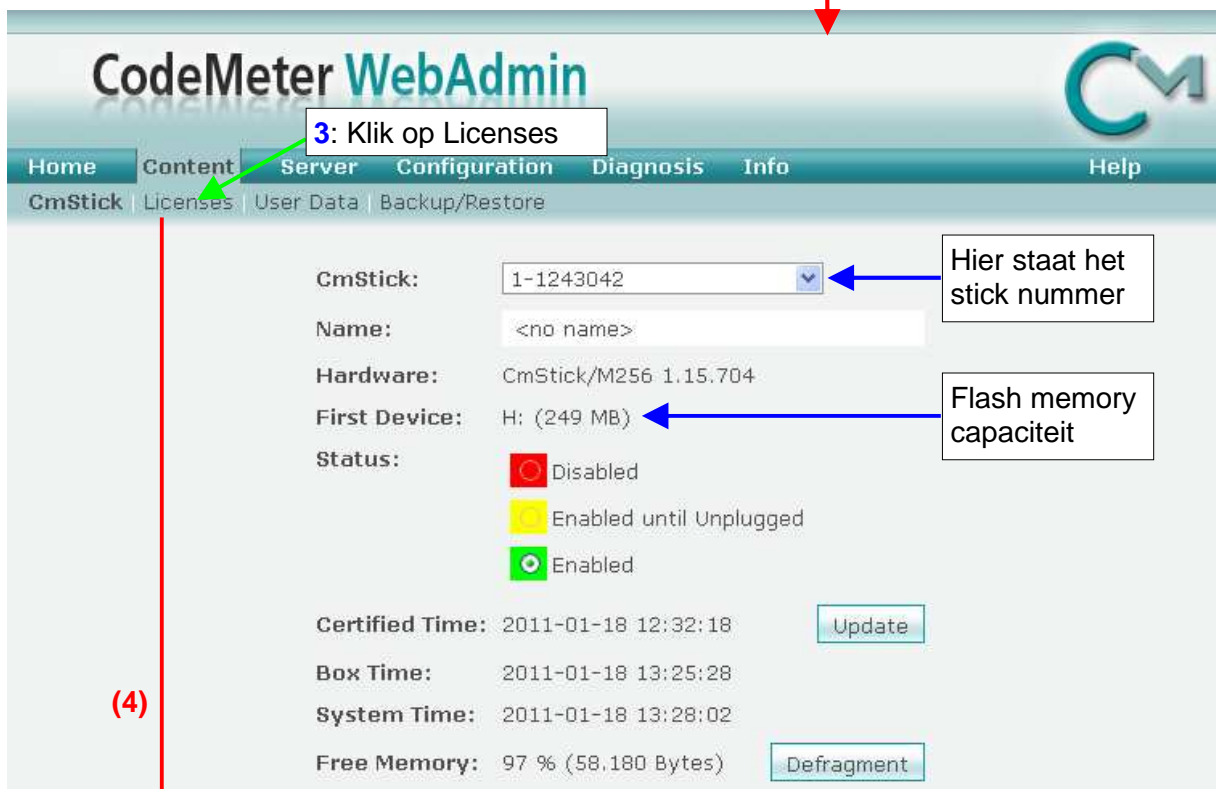 CodeMeter WebAdmin
CM
3: Klik op Licenses
Home Content Server Configuration Diagnosis Info Help
CmStick | Licenses | User Data | Backup/Restore
CmStick: 1-1243042
Hier staat het
stick nummer
Name: <no name>
Hardware: CmStick/M256 1.15.704
First Device: H: (249 MB)
Flash memory
capaciteit
Status: Disabled
Enabled until Unplugged
Enabled
Certified Time: 2011-01-18 12:32:18 Update
Box Time: 2011-01-18 13:25:28
(4)
System Time: 2011-01-18 13:28:02
Free Memory: 97 % (58.180 Bytes) Defragment